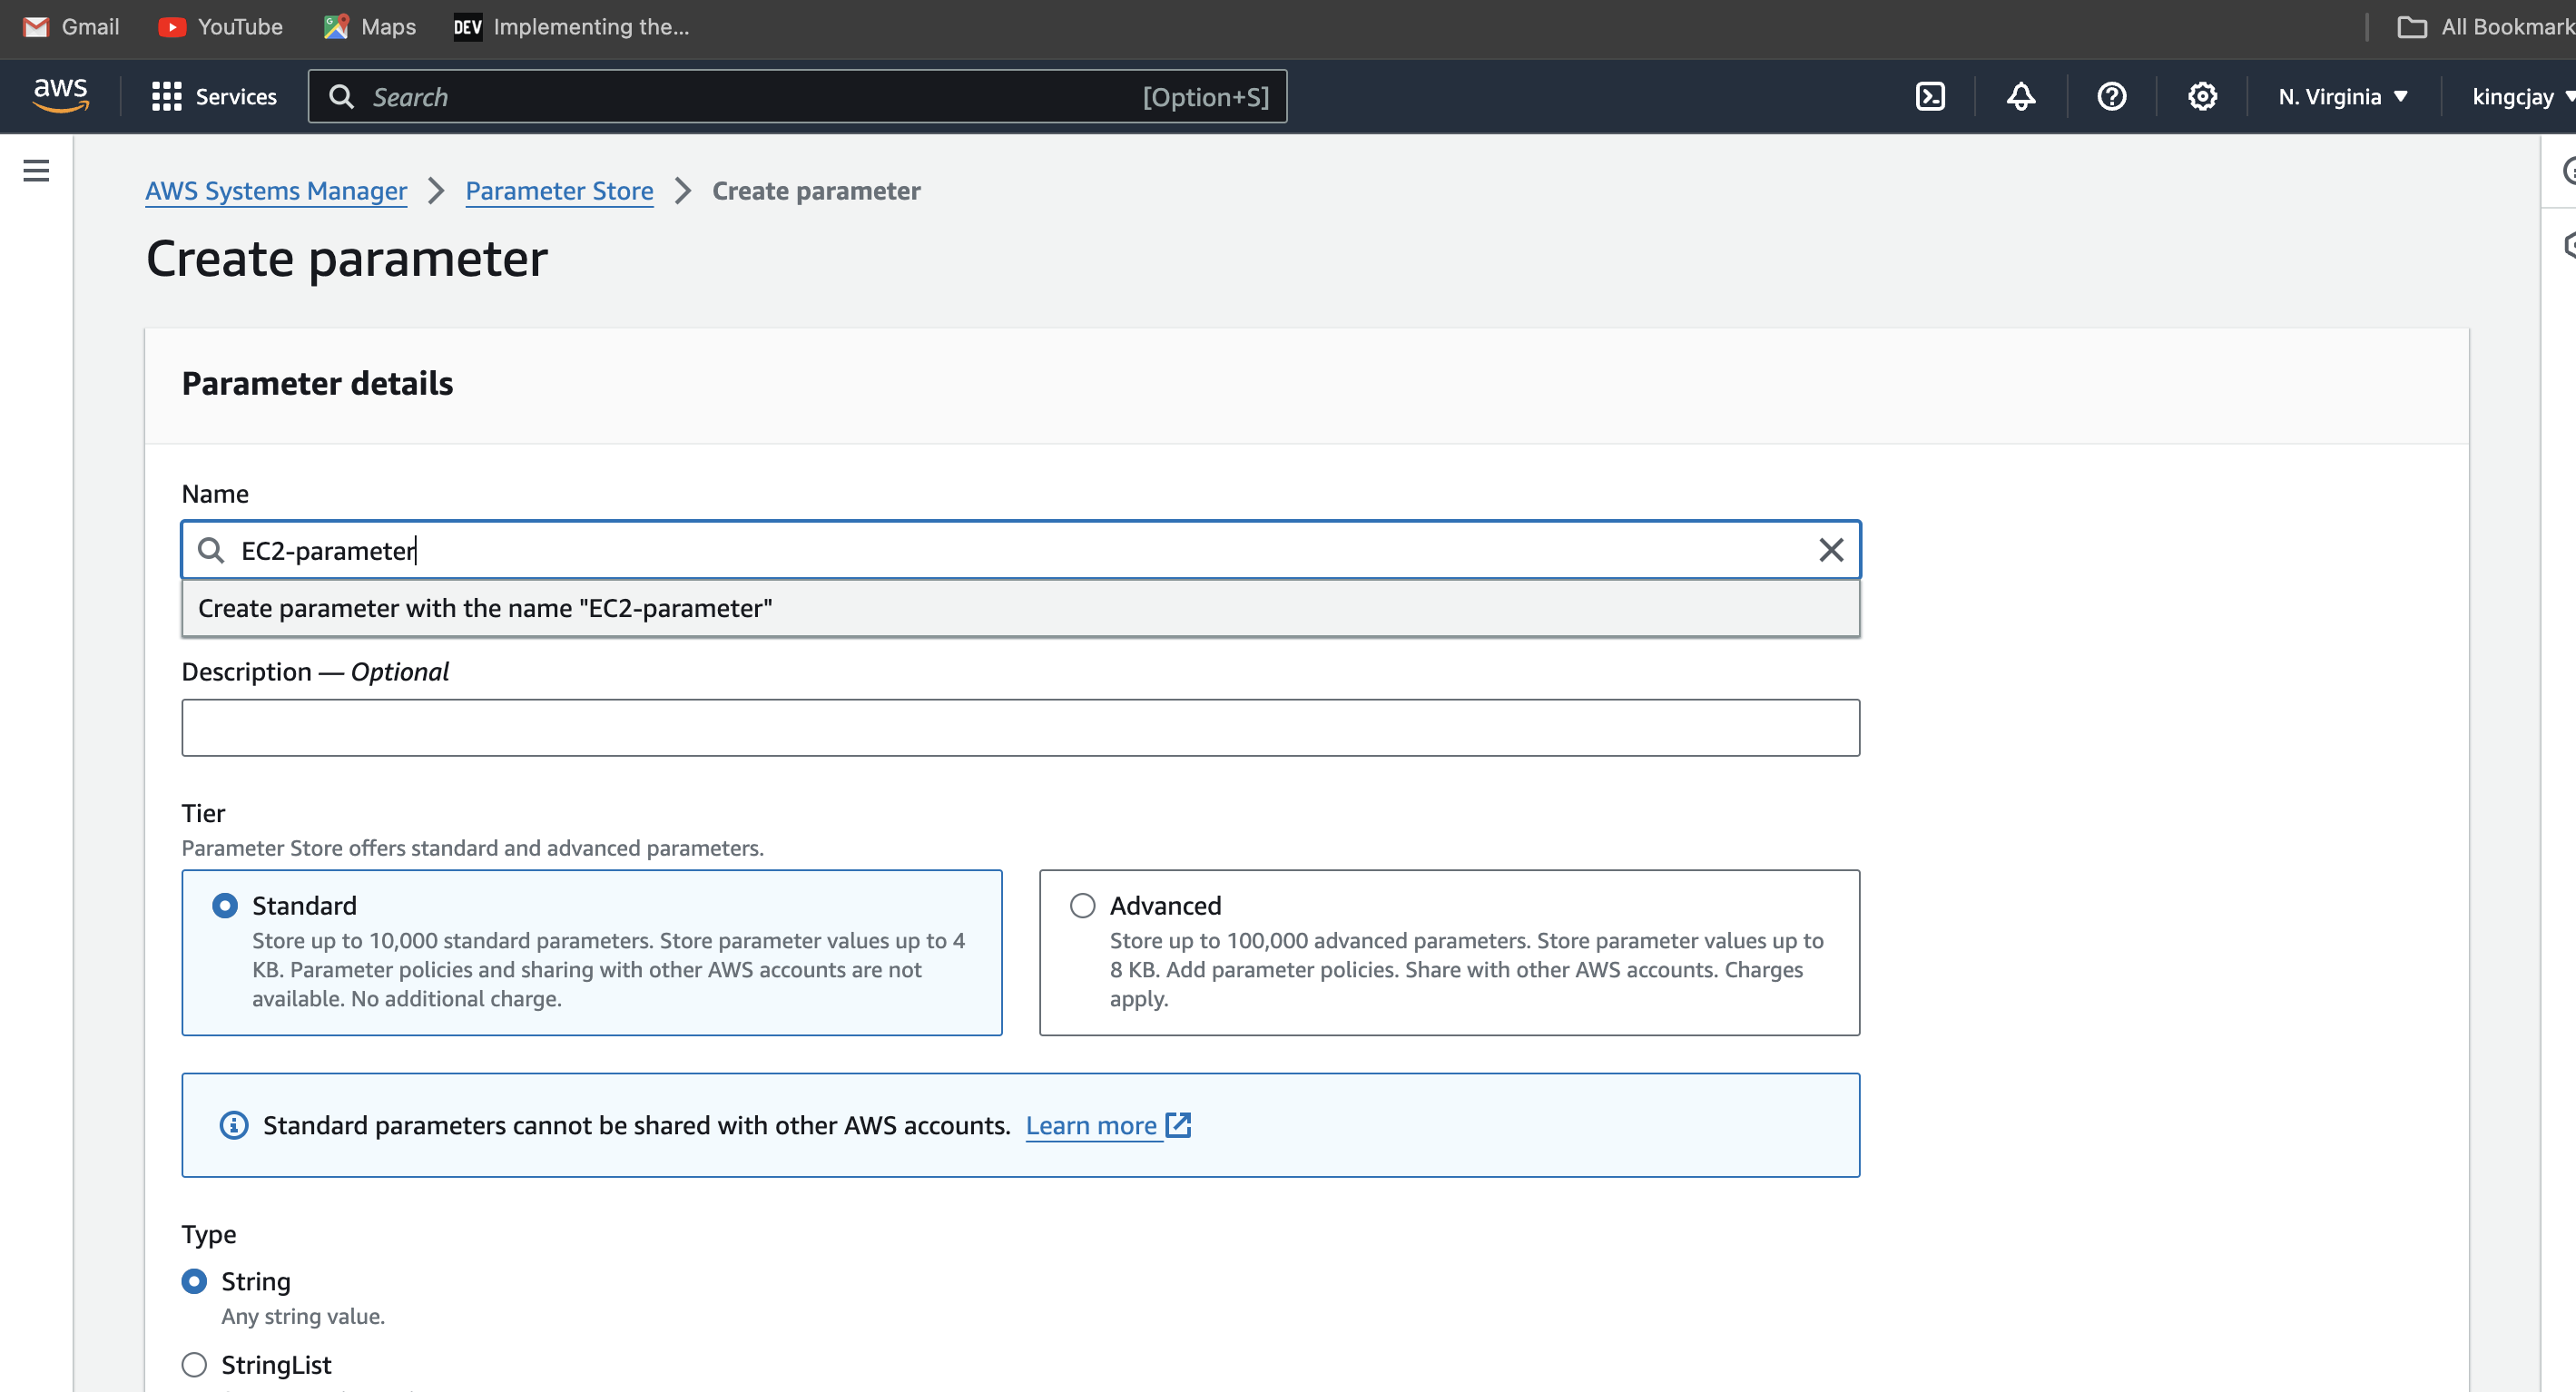 Gmail YouTube Maps DEV Implementing the... All Bookmark
aws Services Search [Option+S] N. Virginia kingcjay
AWS Systems Manager Parameter Store Create parameter
Create parameter
Parameter details
Name
EC2-parameter
Create parameter with the name "EC2-parameter"
Description — Optional
Tier
Parameter Store offers standard and advanced parameters.
Standard
Store up to 10,000 standard parameters. Store parameter values up to 4
KB. Parameter policies and sharing with other AWS accounts are not
available. No additional charge.
Advanced
Store up to 100,000 advanced parameters. Store parameter values up to
8 KB. Add parameter policies. Share with other AWS accounts. Charges
apply.
Standard parameters cannot be shared with other AWS accounts. Learn more
Type
String
Any string value.
StringList